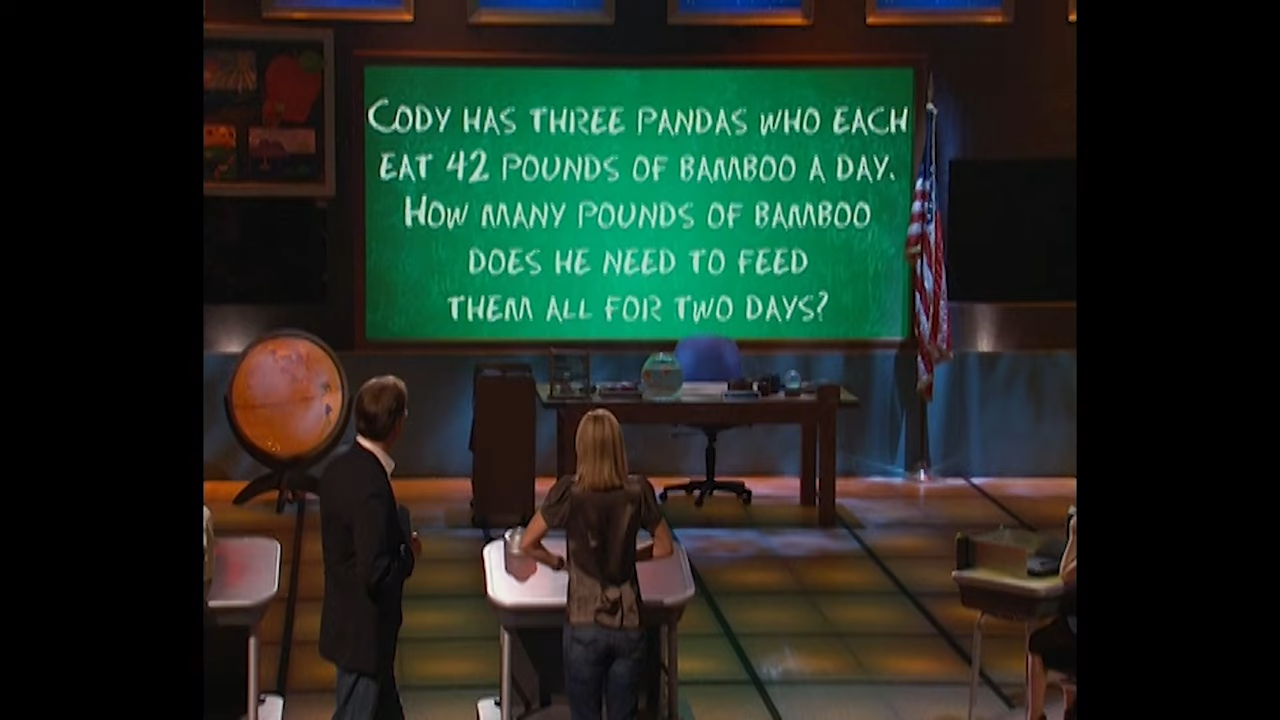 CODY HAS THREE PANDAS WHO EACH
EAT 42 POUNDS OF BAMBOO A DAY.
HOW MANY POUNDS OF BAMBOO
DOES HE NEED TO FEED
THEM ALL FOR TWO DAYS?